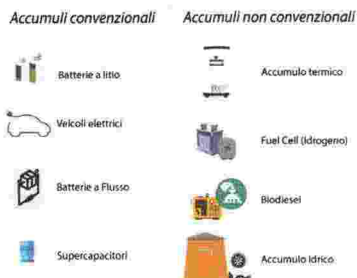 Accumuli convenzionali
Accumuli non convenzionali
Batterie a litio
Accumulo termico
Veicoli elettrici
Fuel Cell (Idrogeno)
Batterie a Flusso
Biodiesel
Supercapacitori
Accumulo Idrico